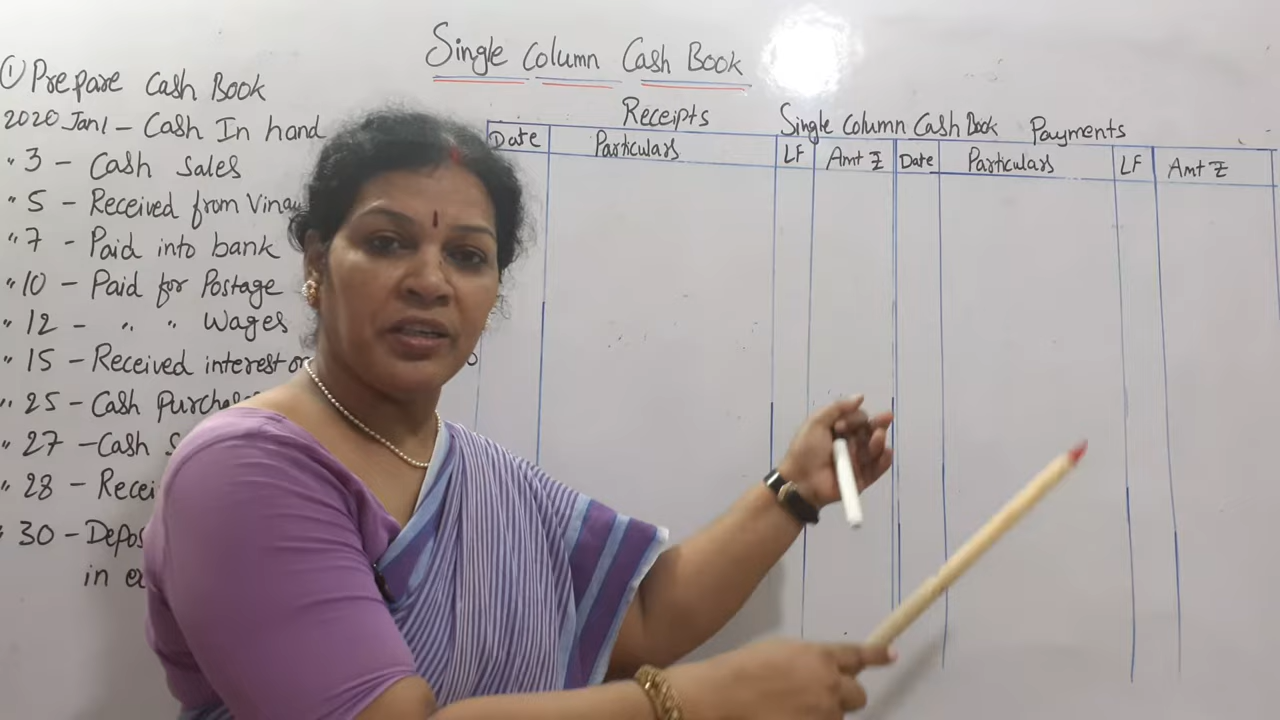 Single Column Cash Book
① Prepare Cash Book
2020 Jan 1 – Cash In hand
" 3 – Cash Sales
" 5 – Received from
" 7 – Paid into bank
" 10 – Paid for Postage
" 12 – " " Wages
" 15 – Received interest
" 25 – Cash
" 27 – Cash
" 28 –
" 30 –
in
Receipts Single Column Cash Book Payments
Date Particulars LF Amt ₹ Date Particulars LF Amt ₹